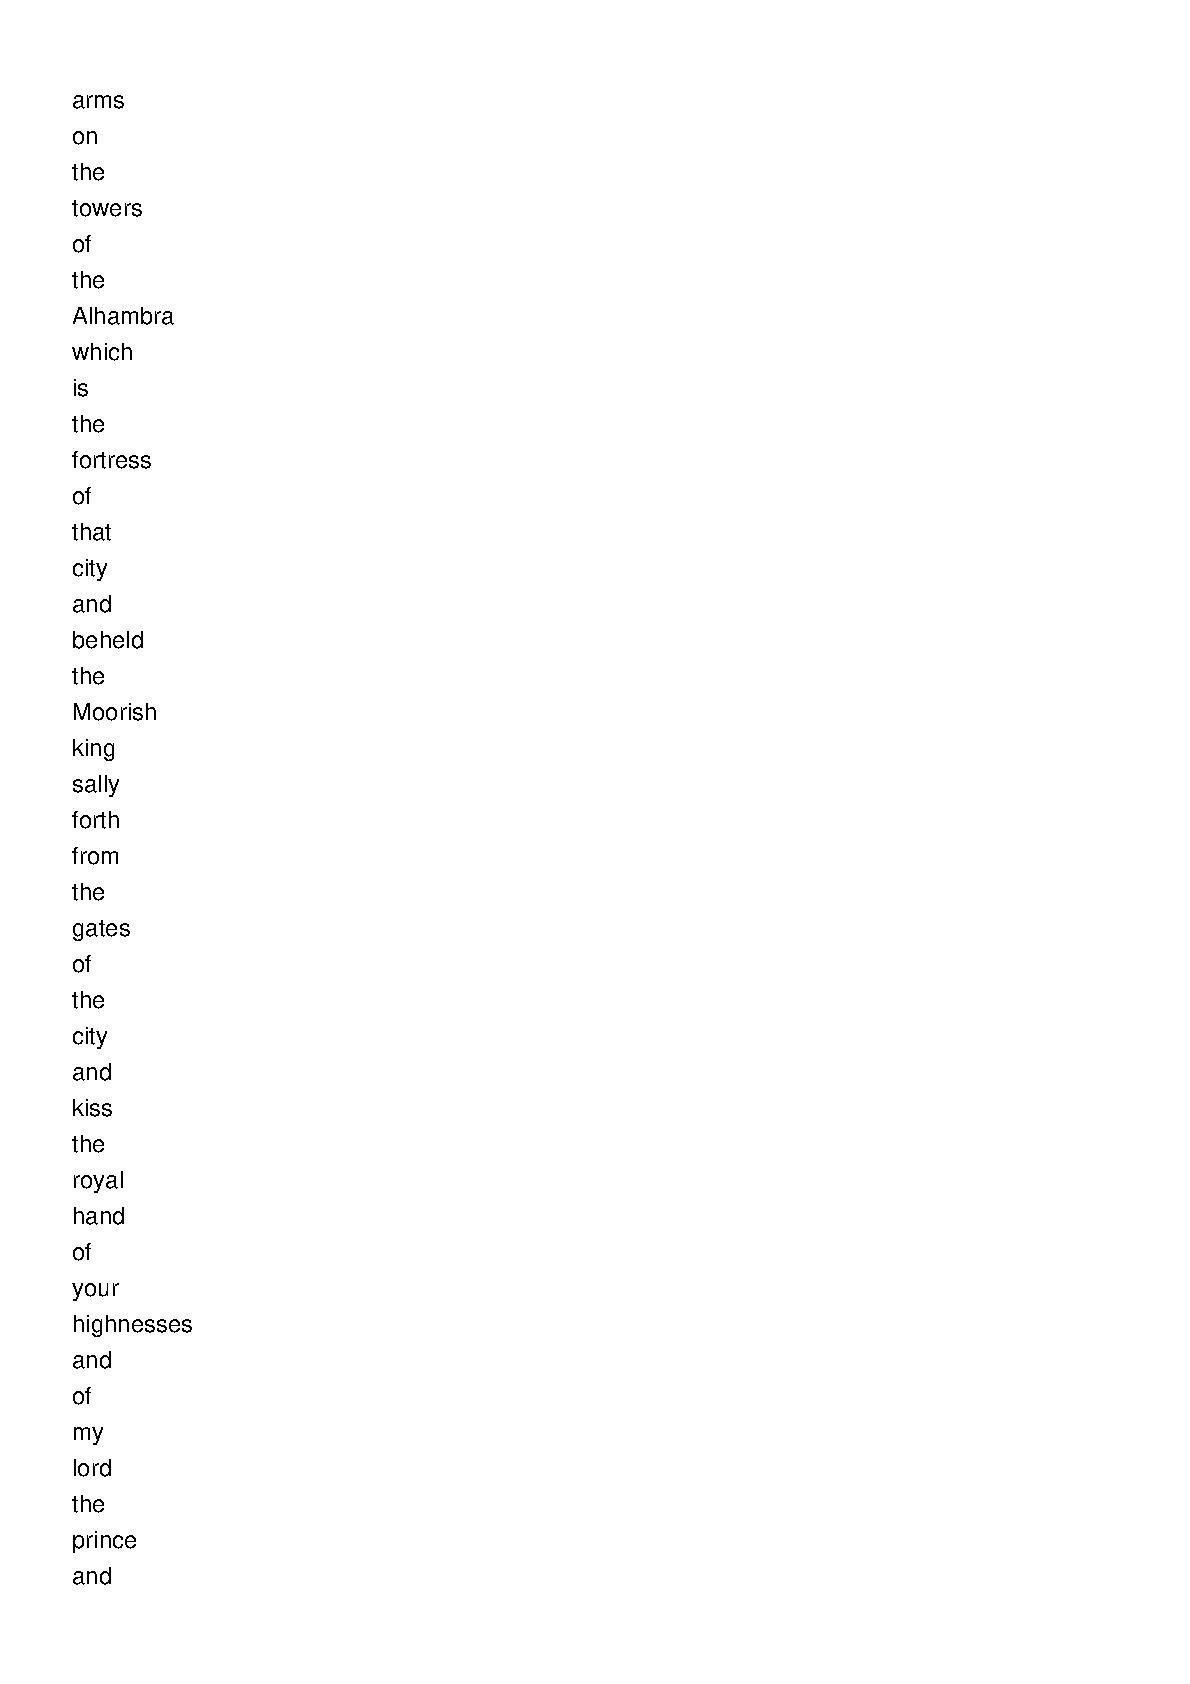 arms
on
the
towers
of
the
Alhambra
which
is
the
fortress
of
that
city
and
beheld
the
Moorish
king
sally
forth
from
the
gates
of
the
city
and
kiss
the
royal
hand
of
your
highnesses
and
of
my
lord
the
prince
and